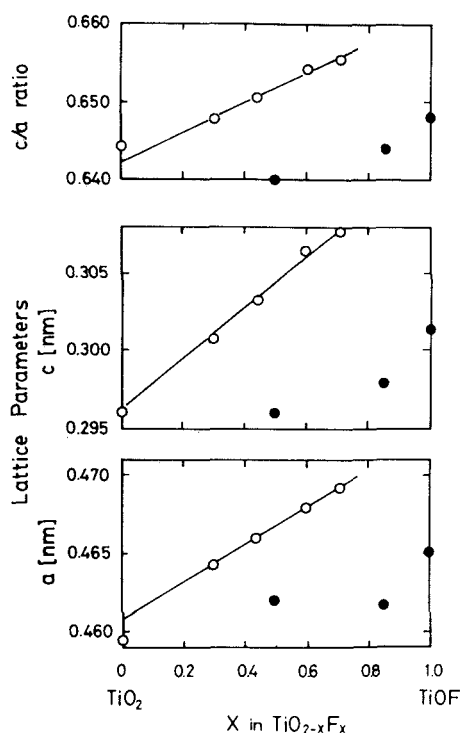 c/a ratio
0.660
0.650
0.640
Lattice Parameters
c [nm]
0.305
0.300
0.295
a [nm]
0.470
0.465
0.460
0 0.2 0.4 0.6 0.8 1.0
TiO₂ TiOF
X in TiO₂₋ₓFₓ